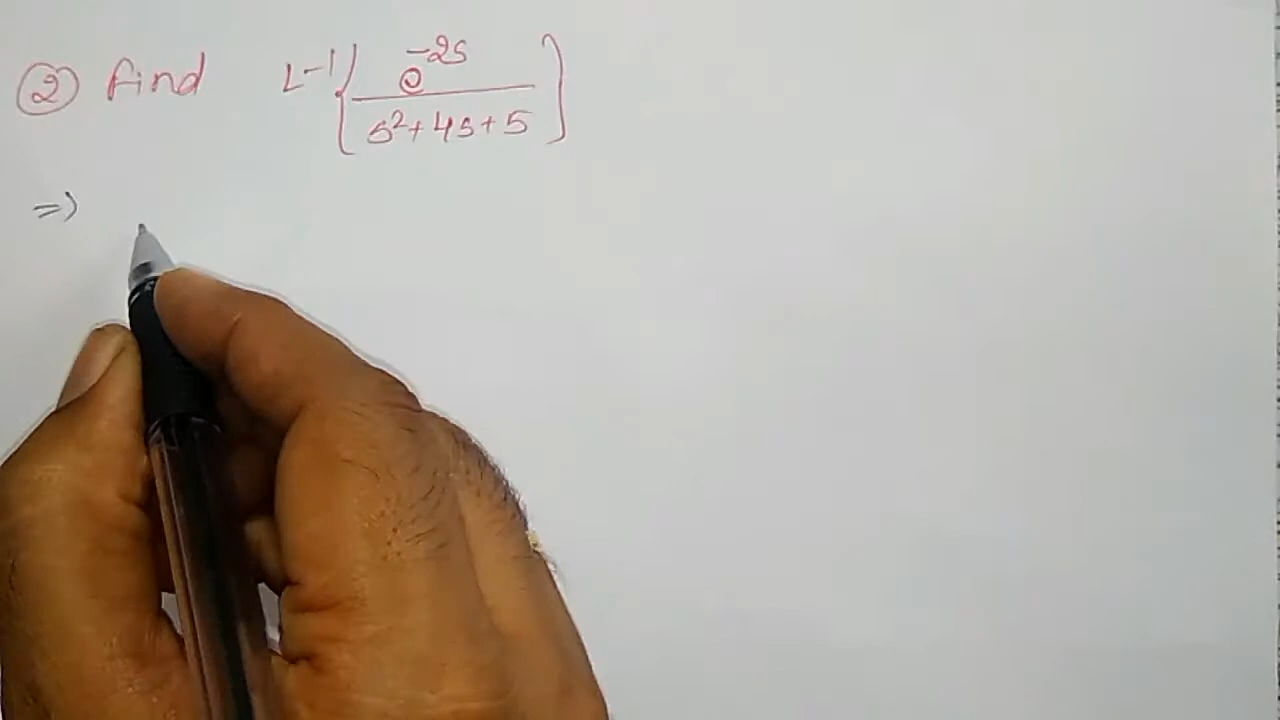 ② Find L⁻¹{ e⁻²ˢ / s²+4s+5 }
=>